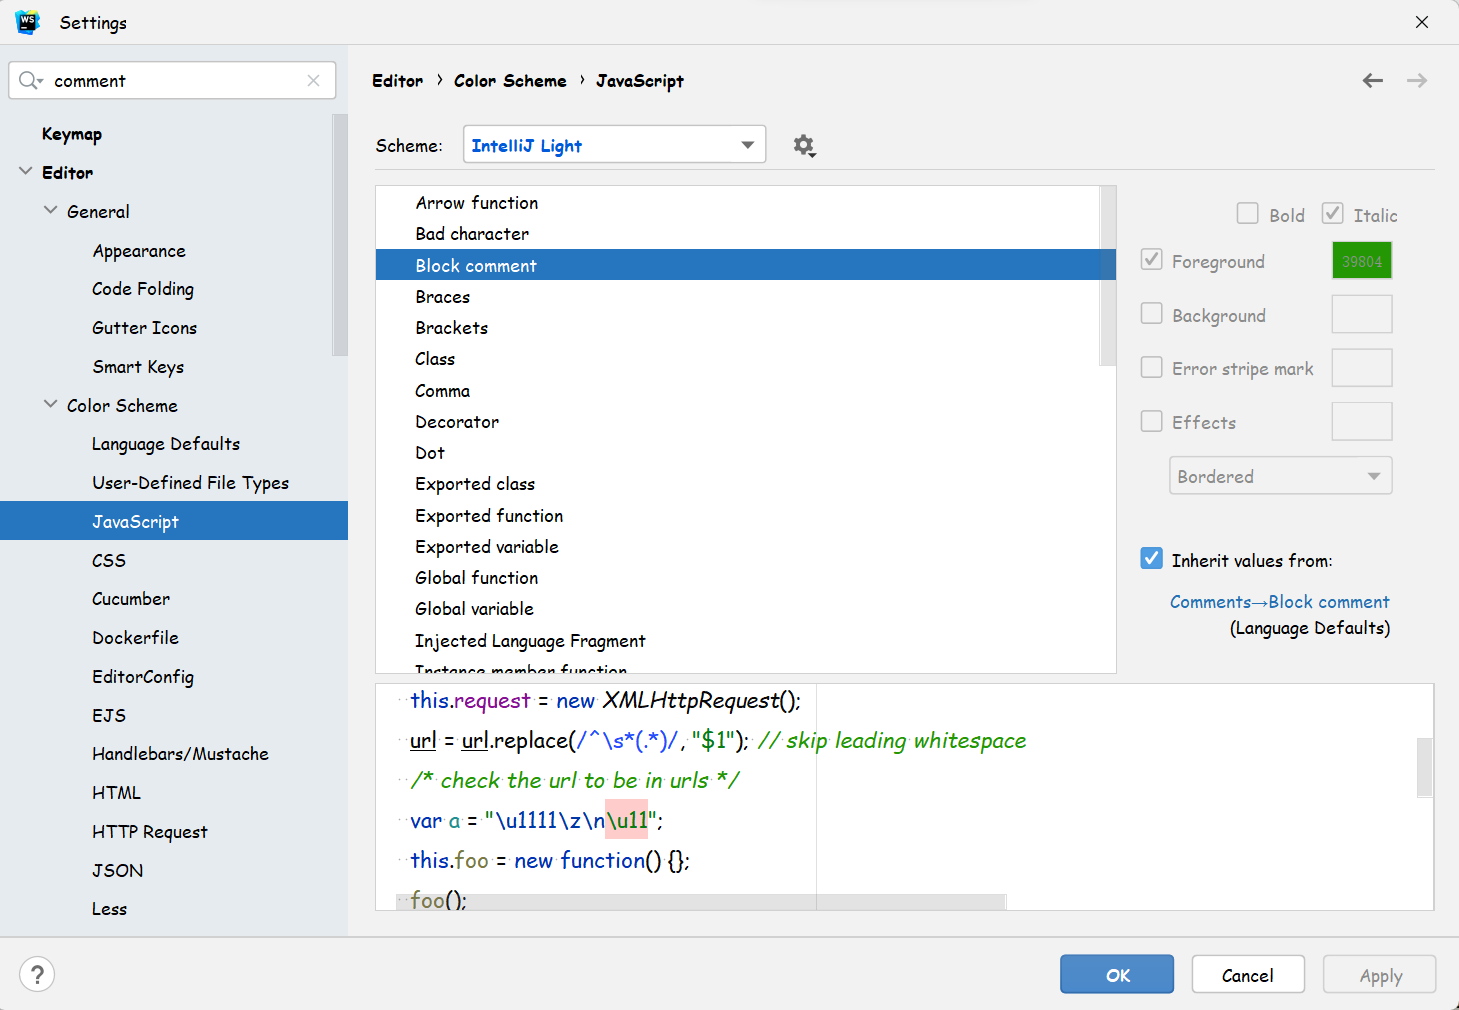 WS
Settings
comment
Keymap
Editor
General
Appearance
Code Folding
Gutter Icons
Smart Keys
Color Scheme
Language Defaults
User-Defined File Types
JavaScript
CSS
Cucumber
Dockerfile
EditorConfig
EJS
Handlebars/Mustache
HTML
HTTP Request
JSON
Less
Editor › Color Scheme › JavaScript
Scheme: IntelliJ Light
Arrow function
Bad character
Block comment
Braces
Brackets
Class
Comma
Decorator
Dot
Exported class
Exported function
Exported variable
Global function
Global variable
Injected Language Fragment
Instance member function
Bold Italic
Foreground 39804
Background
Error stripe mark
Effects
Bordered
Inherit values from:
Comments→Block comment
(Language Defaults)
this.request = new XMLHttpRequest();
url = url.replace(/^\s*(.*)/, "$1"); // skip leading whitespace
/* check the url to be in urls */
var a = "\u1111\z\n\u11";
this.foo = new function() {};
foo();
?
OK Cancel Apply